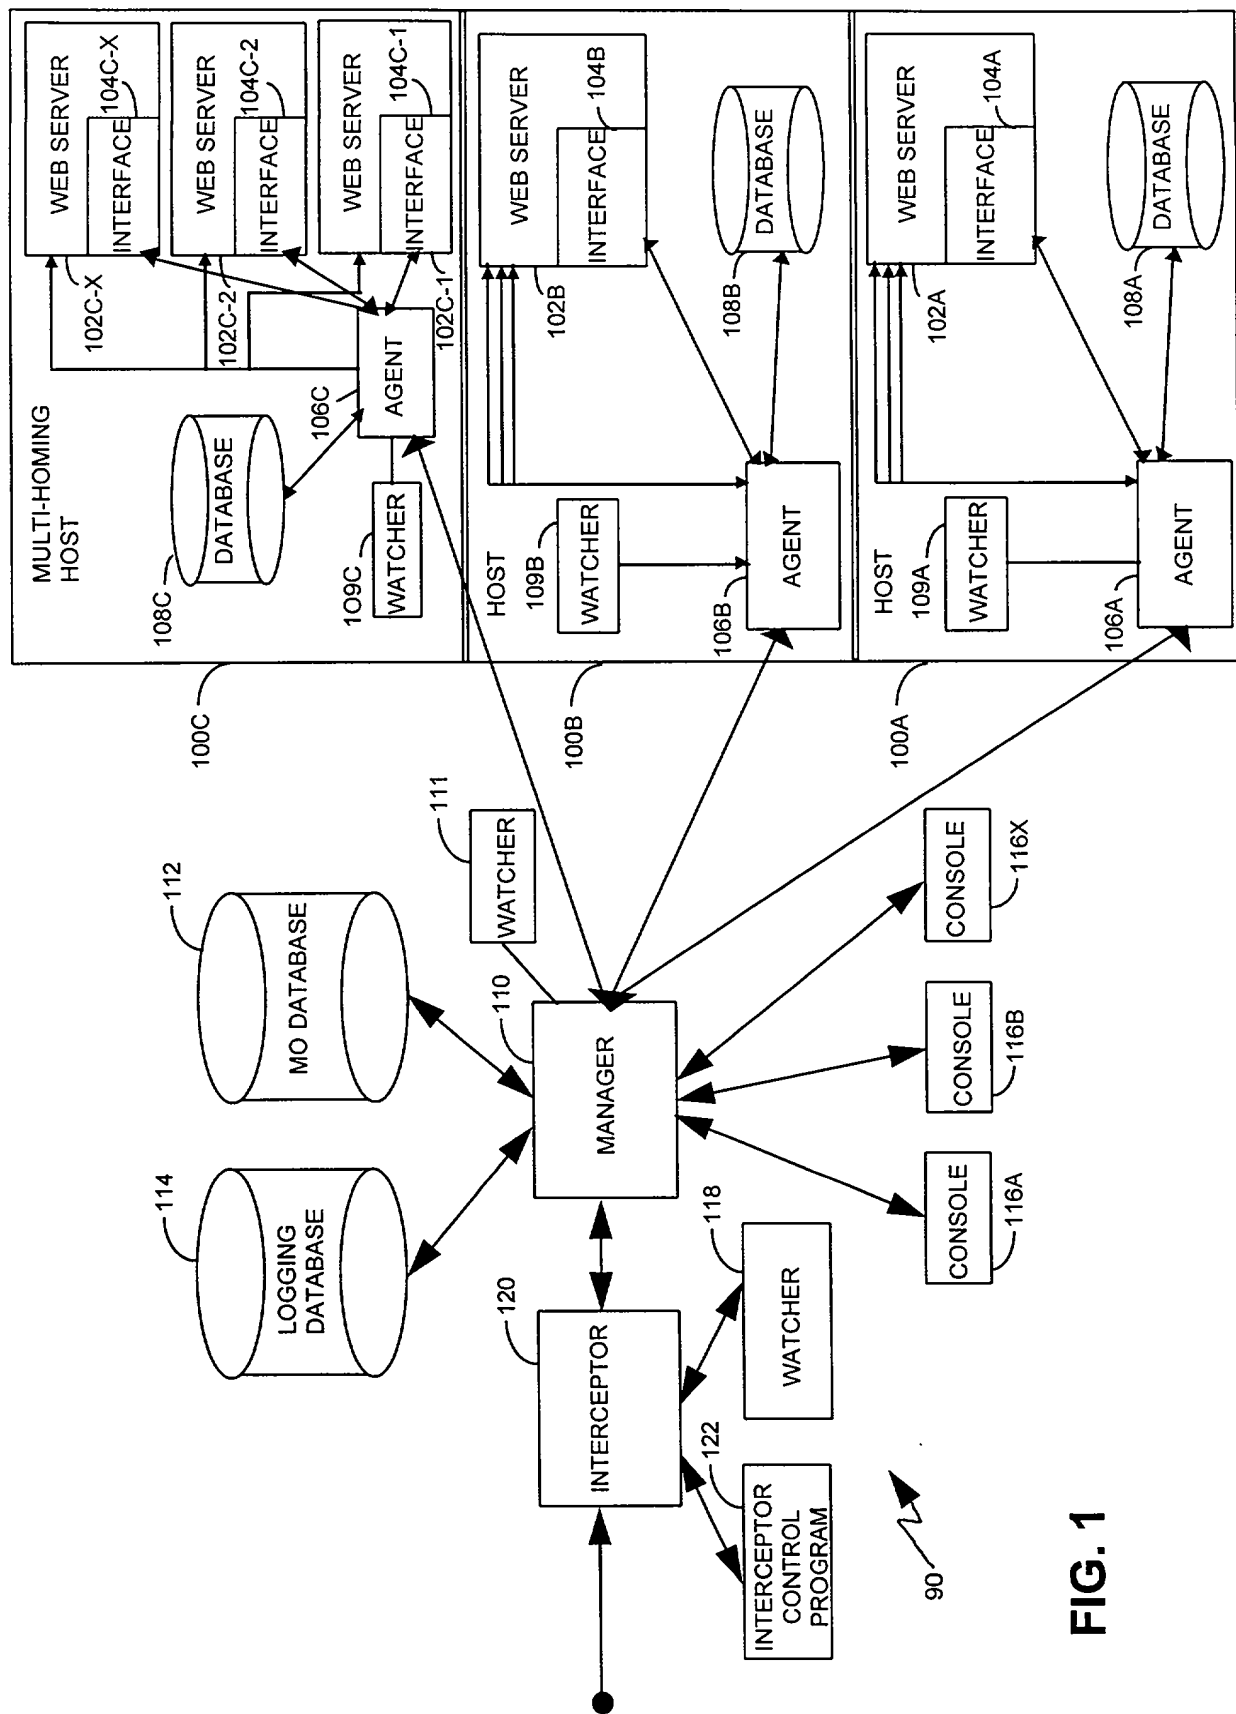 MULTI-HOMING
HOST
108C
DATABASE
109C
WATCHER
106C
AGENT
102C-X
WEB SERVER
INTERFACE
104C-X
102C-2
WEB SERVER
INTERFACE
104C-2
102C-1
WEB SERVER
INTERFACE
104C-1
100C
HOST
109B
WATCHER
106B
AGENT
102B
WEB SERVER
INTERFACE
104B
108B
DATABASE
100B
HOST
109A
WATCHER
106A
AGENT
102A
WEB SERVER
INTERFACE
104A
108A
DATABASE
100A
114
LOGGING
DATABASE
112
MO DATABASE
111
WATCHER
110
MANAGER
120
INTERCEPTOR
118
WATCHER
122
INTERCEPTOR
CONTROL
PROGRAM
CONSOLE
116A
CONSOLE
116B
CONSOLE
116X
90
FIG. 1